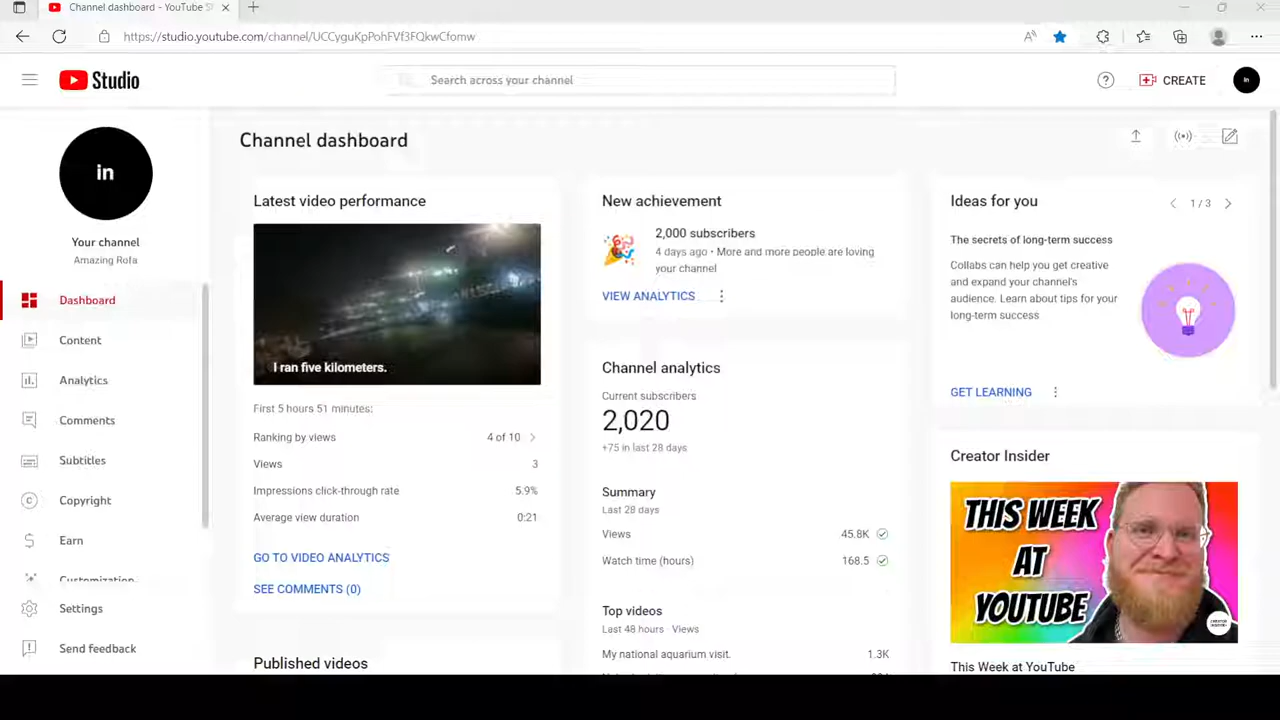 Channel dashboard - YouTube S
https://studio.youtube.com/channel/UCCyguKpPohFVf3FQkwCfomw
Studio
Search across your channel
CREATE
in
in
Your channel
Amazing Rofa
Dashboard
Content
Analytics
Comments
Subtitles
Copyright
Earn
Customization
Settings
Send feedback
Channel dashboard
Latest video performance
I ran five kilometers.
First 5 hours 51 minutes:
Ranking by views 4 of 10
Views 3
Impressions click-through rate 5.9%
Average view duration 0:21
GO TO VIDEO ANALYTICS
SEE COMMENTS (0)
Published videos
New achievement
2,000 subscribers
4 days ago • More and more people are loving
your channel
VIEW ANALYTICS
Channel analytics
Current subscribers
2,020
+75 in last 28 days
Summary
Last 28 days
Views 45.8K
Watch time (hours) 168.5
Top videos
Last 48 hours · Views
My national aquarium visit. 1.3K
Ideas for you
1 / 3
The secrets of long-term success
Collabs can help you get creative
and expand your channel's
audience. Learn about tips for your
long-term success
GET LEARNING
Creator Insider
THIS WEEK
AT
YOUTUBE
This Week at YouTube